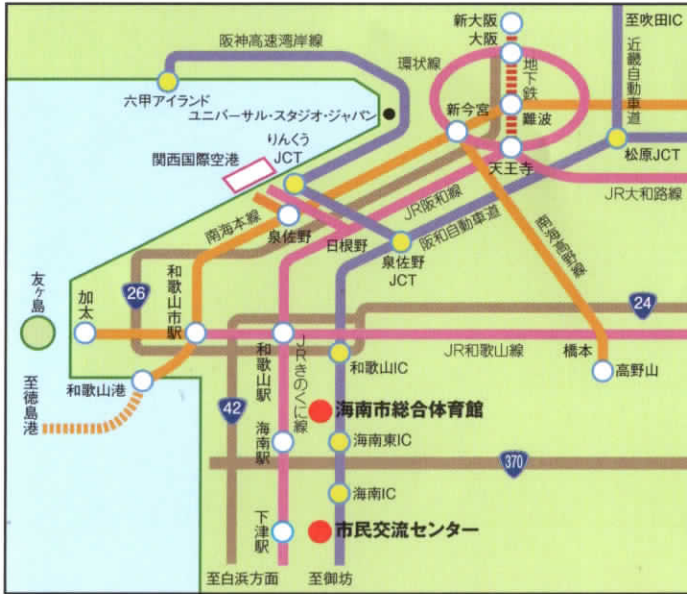 新大阪
大阪
至吹田IC
近畿自動車道
阪神高速湾岸線
環状線
地下鉄
六甲アイランド
ユニバーサル・スタジオ・ジャパン
新今宮
難波
りんくう
JCT
関西国際空港
天王寺
松原JCT
JR大和路線
JR阪和線
阪和自動車道
南海本線
泉佐野
日根野
泉佐野
JCT
南海高野線
友ヶ島
加太
和歌山市駅
26
24
JR和歌山線
橋本
高野山
和歌山IC
和歌山駅
JRきのくに線
至徳島港
和歌山港
42
海南市総合体育館
海南駅
海南東IC
370
海南IC
下津駅
市民交流センター
至白浜方面
至御坊